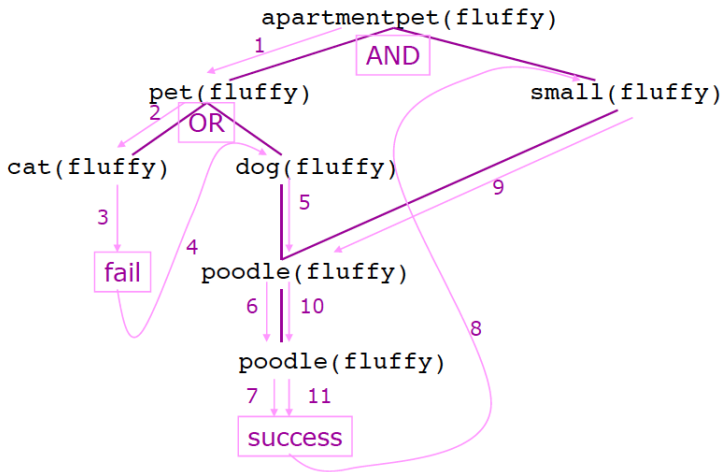 apartmentpet(fluffy)
1
AND
pet(fluffy)
small(fluffy)
2
OR
cat(fluffy)
dog(fluffy)
9
3
5
4
fail
poodle(fluffy)
6
10
8
poodle(fluffy)
7
11
success